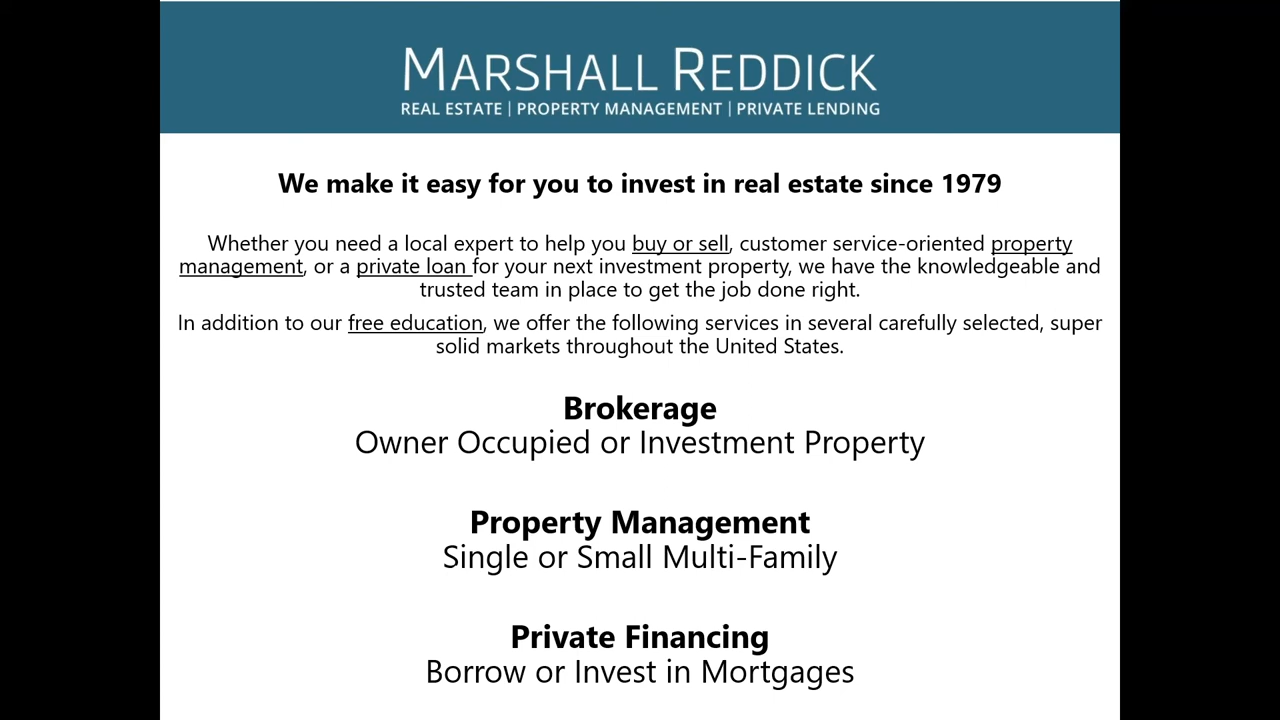 MARSHALL REDDICK
REAL ESTATE | PROPERTY MANAGEMENT | PRIVATE LENDING
We make it easy for you to invest in real estate since 1979
Whether you need a local expert to help you buy or sell, customer service-oriented property
management, or a private loan for your next investment property, we have the knowledgeable and
trusted team in place to get the job done right.
In addition to our free education, we offer the following services in several carefully selected, super
solid markets throughout the United States.
Brokerage
Owner Occupied or Investment Property
Property Management
Single or Small Multi-Family
Private Financing
Borrow or Invest in Mortgages